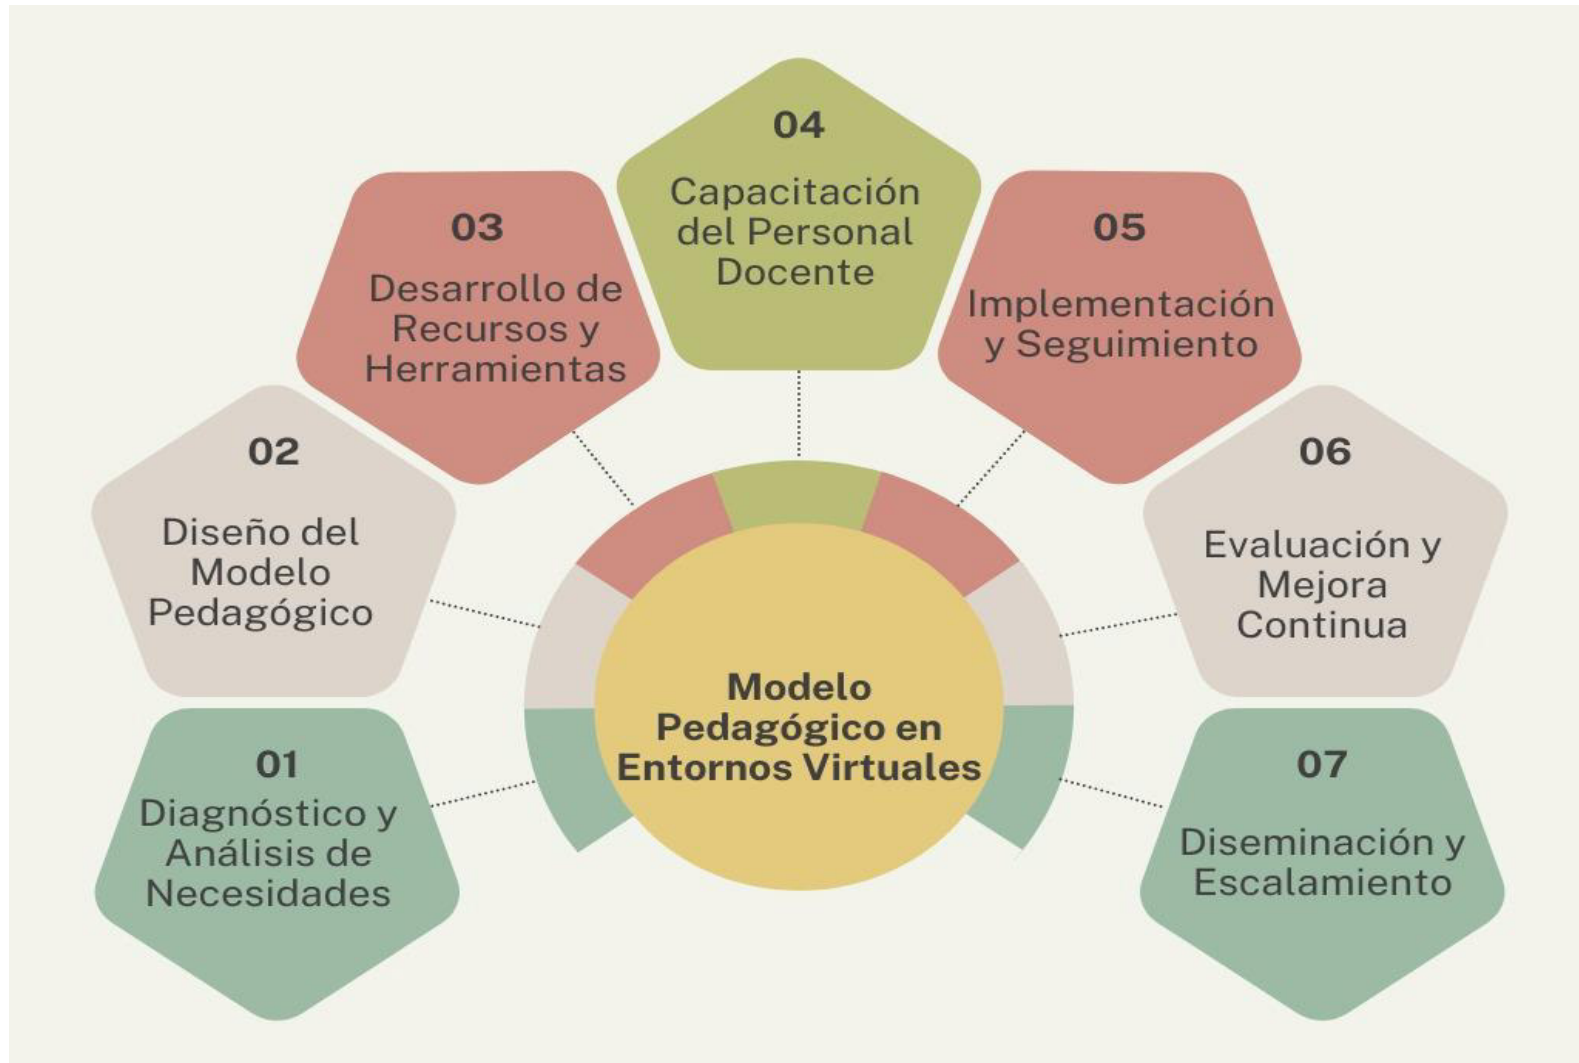 01
Diagnóstico y
Análisis de
Necesidades
02
Diseño del
Modelo
Pedagógico
03
Desarrollo de
Recursos y
Herramientas
04
Capacitación
del Personal
Docente
05
Implementación
y Seguimiento
06
Evaluación y
Mejora
Continua
07
Diseminación y
Escalamiento
Modelo
Pedagógico en
Entornos Virtuales